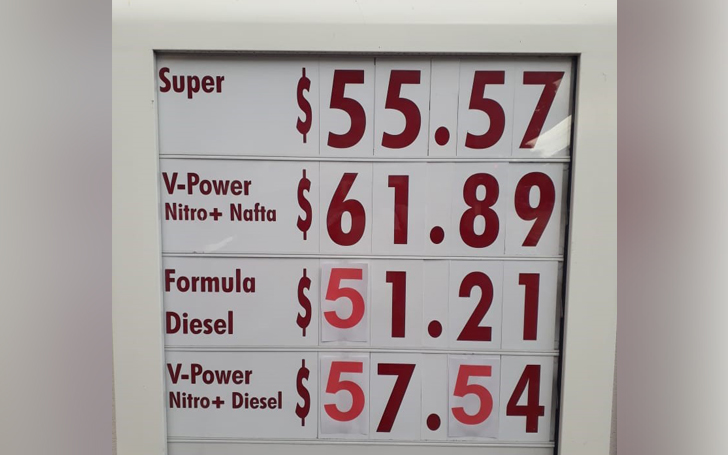 Super $55.57
V-Power
Nitro+ Nafta $61.89
Formula
Diesel $51.21
V-Power
Nitro+ Diesel $57.54